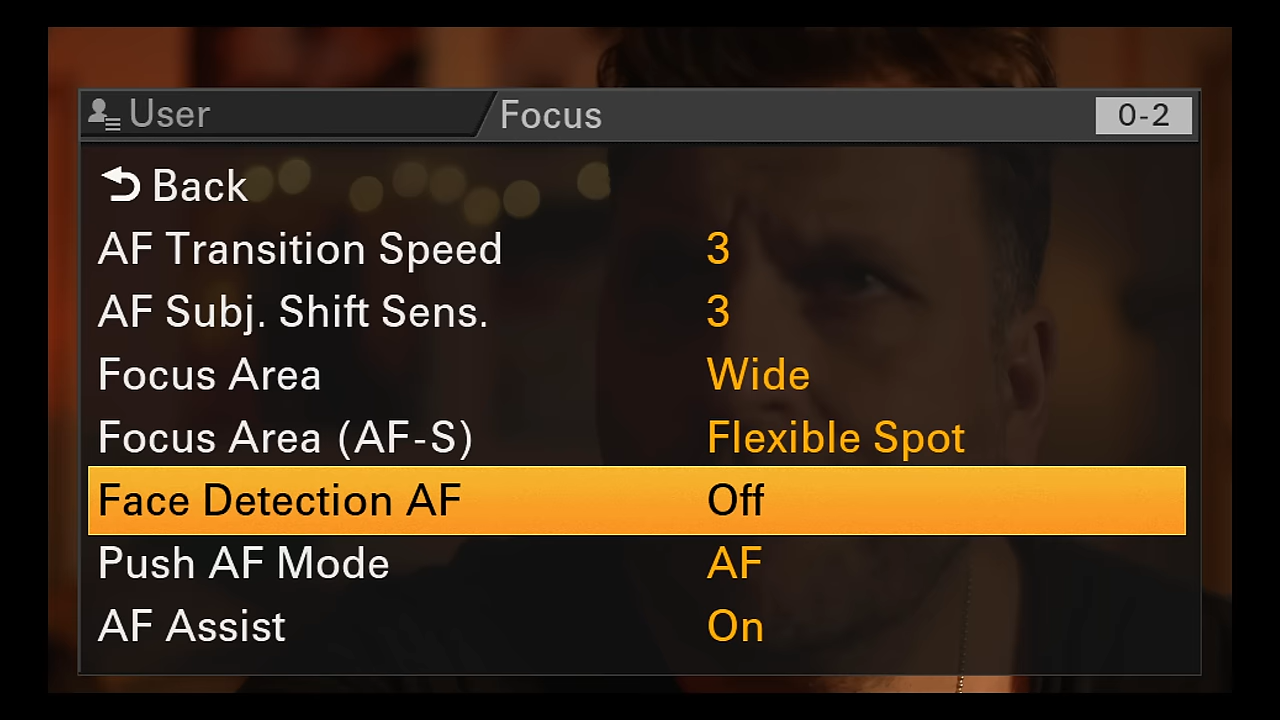 User Focus 0-2
Back
AF Transition Speed 3
AF Subj. Shift Sens. 3
Focus Area Wide
Focus Area (AF-S) Flexible Spot
Face Detection AF Off
Push AF Mode AF
AF Assist On